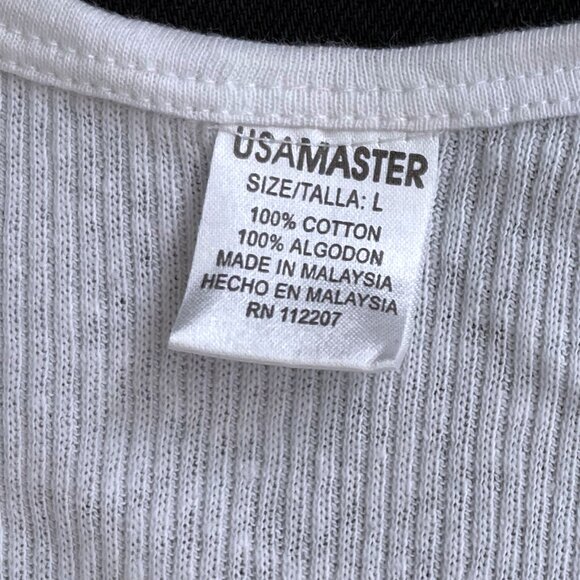 USAMASTER
SIZE/TALLA: L
100% COTTON
100% ALGODON
MADE IN MALAYSIA
HECHO EN MALAYSIA
RN 112207